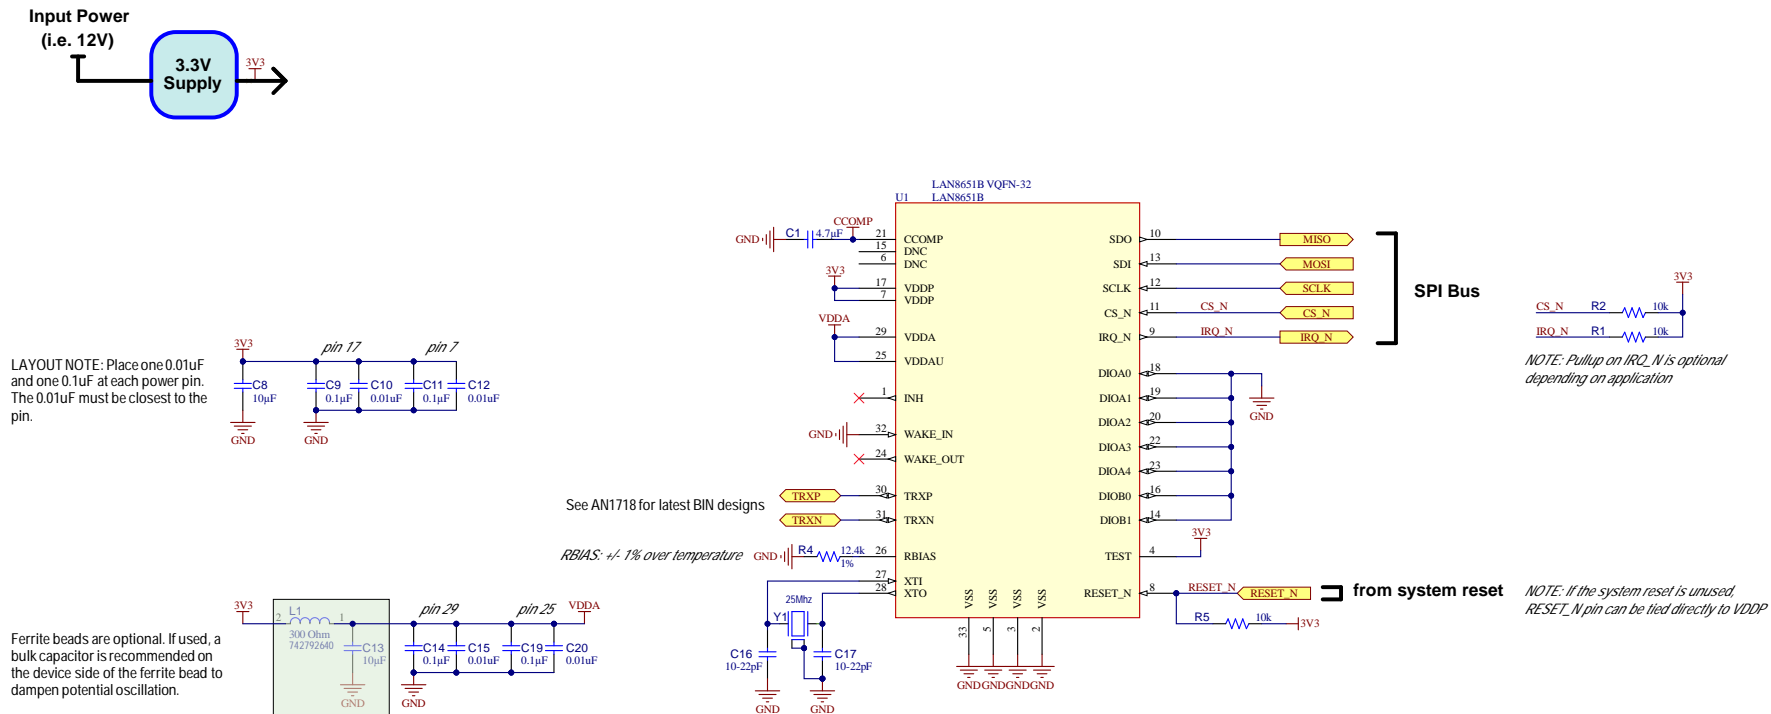 Input Power
(i.e. 12V)
3.3V
Supply
3V3
LAN8651B VQFN-32
U1 LAN8651B
CCOMP
GND C1 4.7µF 21 CCOMP
15 DNC
6 DNC
3V3
17 VDDP
7 VDDP
VDDA
29 VDDA
25 VDDAU
1 INH
GND 32 WAKE_IN
24 WAKE_OUT
See AN1718 for latest BIN designs
TRXP 30 TRXP
TRXN 31 TRXN
RBIAS: +/- 1% over temperature GND R4 12.4k 26 RBIAS
1%
27 XTI
28 XTO
25Mhz
Y1
C16
10-22pF
C17
10-22pF
GND GND
SDO 10 MISO
SDI 13 MOSI
SCLK 12 SCLK
CS_N 11 CS_N CS_N
IRQ_N 9 IRQ_N IRQ_N
SPI Bus
DIOA0 18
DIOA1 19
DIOA2 20
DIOA3 22
DIOA4 23
DIOB0 16
DIOB1 14
GND
3V3
TEST 4
RESET_N 8 RESET_N RESET_N
from system reset
R5 10k 3V3
VSS VSS VSS VSS
33 5 3 2
GND GND GND GND
3V3
CS_N R2 10k
IRQ_N R1 10k
NOTE: Pullup on IRQ_N is optional
depending on application
NOTE: If the system reset is unused,
RESET_N pin can be tied directly to VDDP
LAYOUT NOTE: Place one 0.01uF
and one 0.1uF at each power pin.
The 0.01uF must be closest to the
pin.
3V3 pin 17 pin 7
C8
10µF
C9
0.1µF
C10
0.01uF
C11
0.1µF
C12
0.01uF
GND GND
Ferrite beads are optional. If used, a
bulk capacitor is recommended on
the device side of the ferrite bead to
dampen potential oscillation.
3V3 2 L1 1
300 Ohm
742792640
C13
10µF
GND
pin 29 pin 25 VDDA
C14
0.1µF
C15
0.01uF
C19
0.1µF
C20
0.01uF
GND